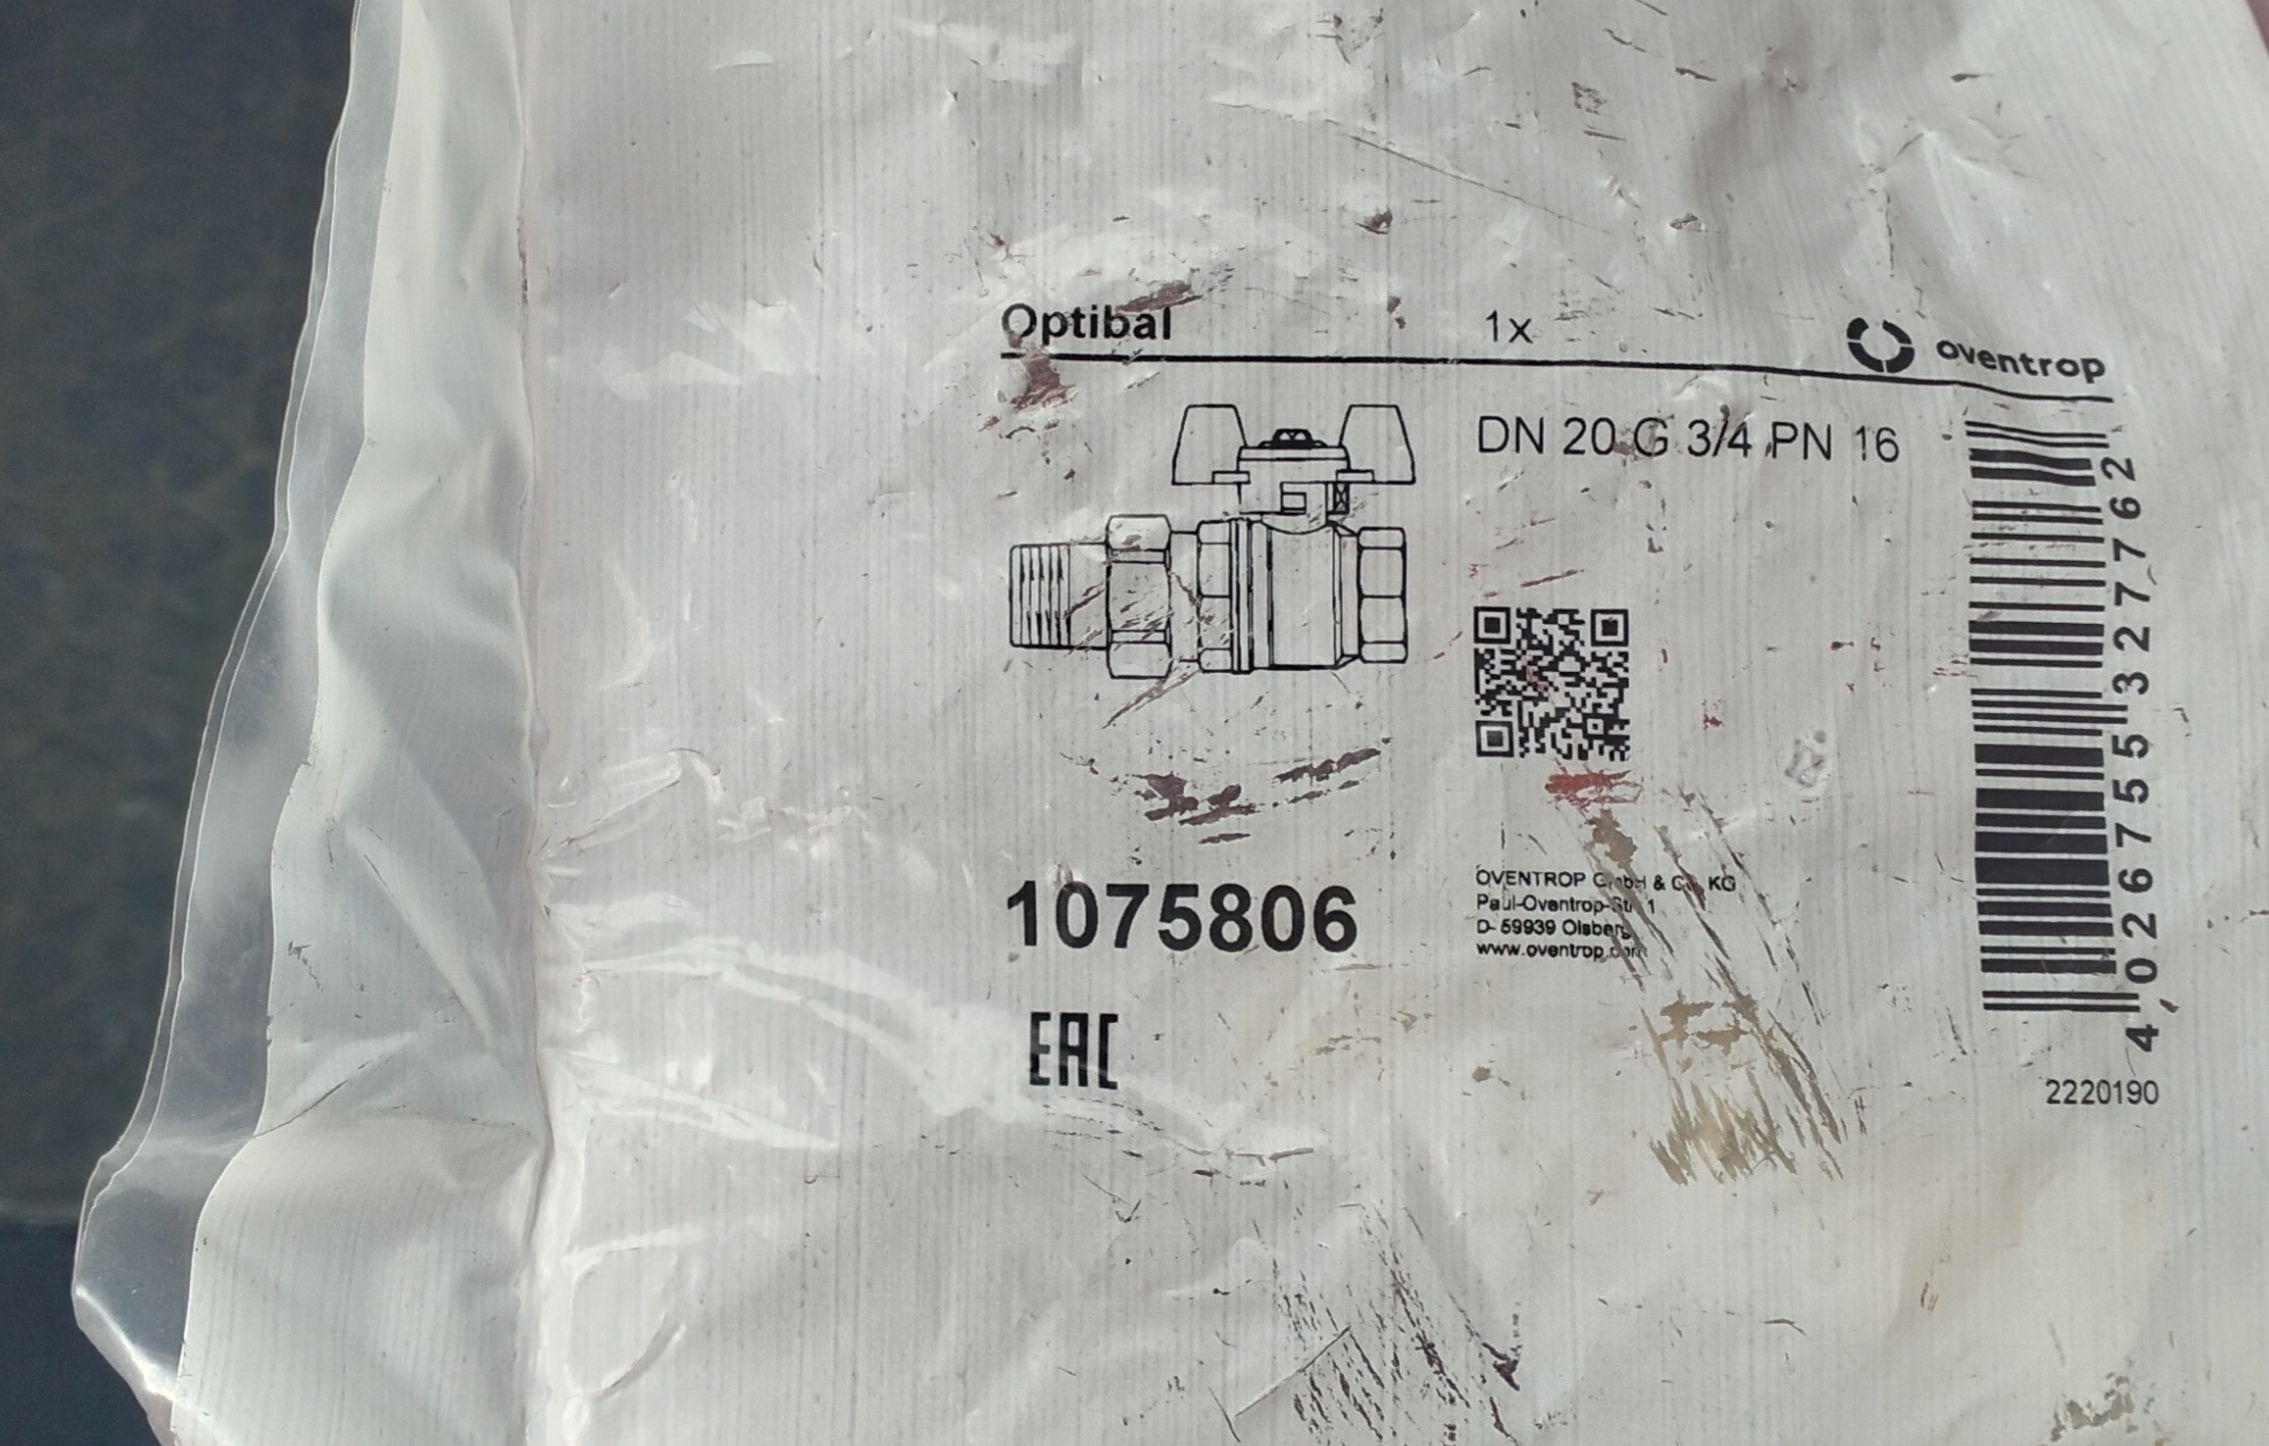 Optibal
1x
oventrop
DN 20 G 3/4 PN 16
1075806
OVENTROP GmbH & Co. KG
Paul-Oventrop-Str. 1
D- 59939 Olsberg
www.oventrop.com
EAC
4 026755 327762
2220190